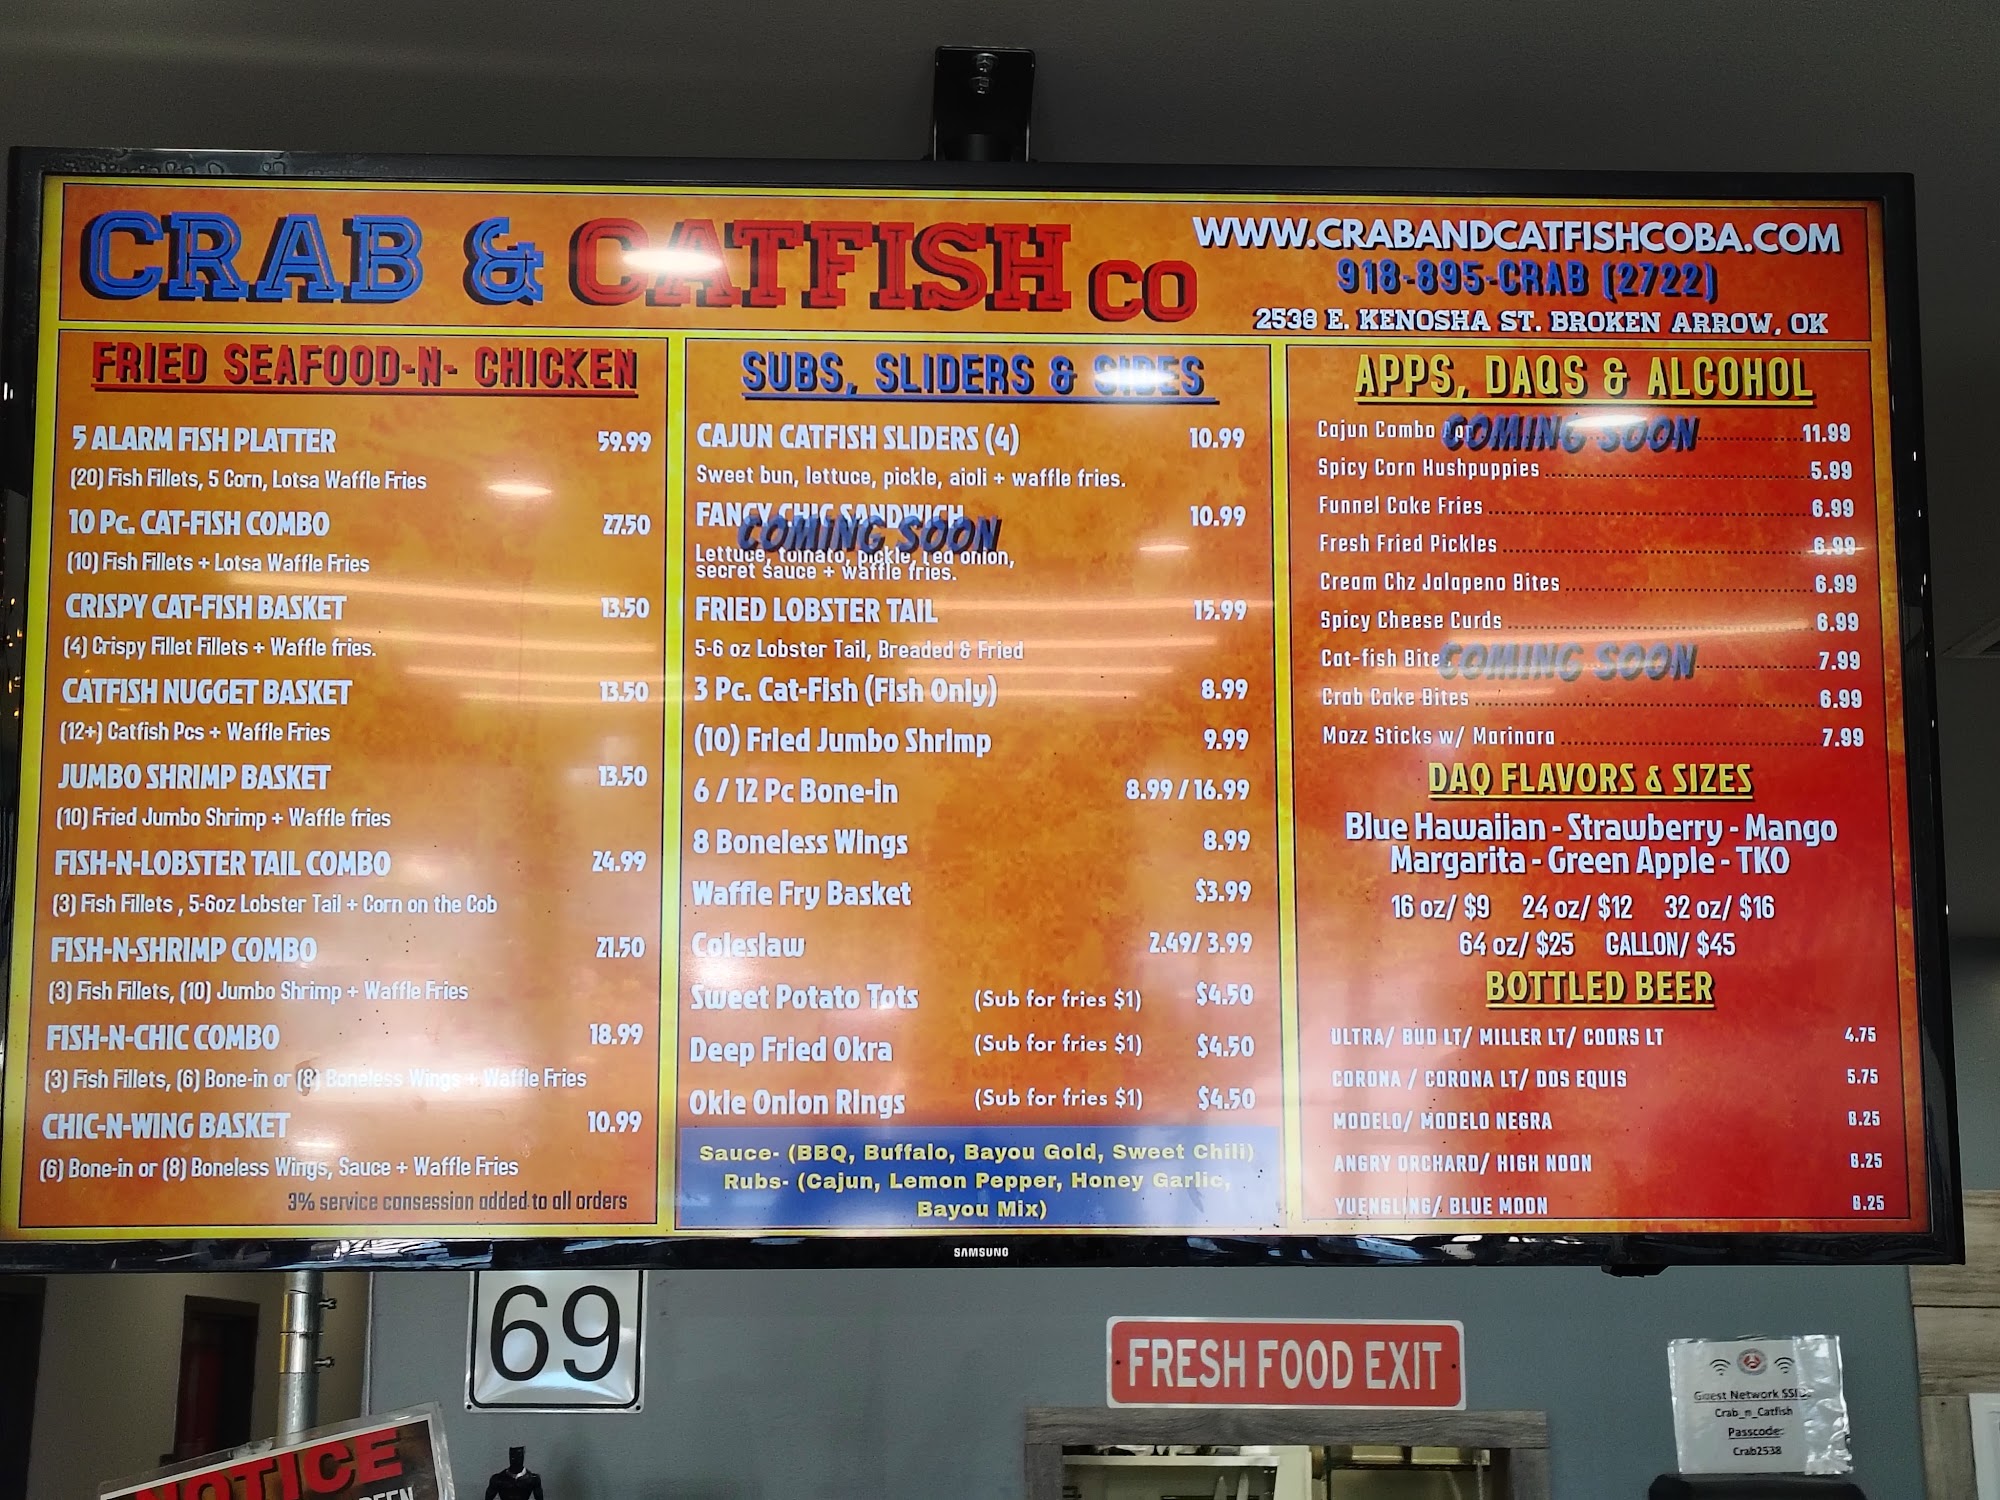 CRAB & CATFISH CO
WWW.CRABANDCATFISHCOBA.COM
918-895-CRAB (2722)
2538 E. KENOSHA ST. BROKEN ARROW, OK
FRIED SEAFOOD-N- CHICKEN
5 ALARM FISH PLATTER 59.99
(20) Fish Fillets, 5 Corn, Lotsa Waffle Fries
10 Pc. CAT-FISH COMBO 27.50
(10) Fish Fillets + Lotsa Waffle Fries
CRISPY CAT-FISH BASKET 13.50
(4) Crispy Fillet Fillets + Waffle fries.
CATFISH NUGGET BASKET 13.50
(12+) Catfish Pcs + Waffle Fries
JUMBO SHRIMP BASKET 13.50
(10) Fried Jumbo Shrimp + Waffle fries
FISH-N-LOBSTER TAIL COMBO 24.99
(3) Fish Fillets , 5-6oz Lobster Tail + Corn on the Cob
FISH-N-SHRIMP COMBO 21.50
(3) Fish Fillets, (10) Jumbo Shrimp + Waffle Fries
FISH-N-CHIC COMBO 18.99
(3) Fish Fillets, (6) Bone-in or (8) Boneless Wings + Waffle Fries
CHIC-N-WING BASKET 10.99
(6) Bone-in or (8) Boneless Wings, Sauce + Waffle Fries
3% service consession added to all orders
SUBS, SLIDERS & SIDES
CAJUN CATFISH SLIDERS (4) 10.99
Sweet bun, lettuce, pickle, aioli + waffle fries.
FANCY CHIC SANDWICH 10.99
COMING SOON
Lettuce, tomato, pickle, red onion,
secret sauce + waffle fries.
FRIED LOBSTER TAIL 15.99
5-6 oz Lobster Tail, Breaded & Fried
3 Pc. Cat-Fish (Fish Only) 8.99
(10) Fried Jumbo Shrimp 9.99
6 / 12 Pc Bone-in 8.99 / 16.99
8 Boneless Wings 8.99
Waffle Fry Basket $3.99
Coleslaw 2.49/ 3.99
Sweet Potato Tots (Sub for fries $1) $4.50
Deep Fried Okra (Sub for fries $1) $4.50
Okie Onion Rings (Sub for fries $1) $4.50
Sauce- (BBQ, Buffalo, Bayou Gold, Sweet Chili)
Rubs- (Cajun, Lemon Pepper, Honey Garlic,
Bayou Mix)
APPS, DAQS & ALCOHOL
Cajun Combo App 11.99
COMING SOON
Spicy Corn Hushpuppies 5.99
Funnel Cake Fries 6.99
Fresh Fried Pickles 6.99
Cream Chz Jalapeno Bites 6.99
Spicy Cheese Curds 6.99
Cat-fish Bites 7.99
COMING SOON
Crab Cake Bites 6.99
Mozz Sticks w/ Marinara 7.99
DAQ FLAVORS & SIZES
Blue Hawaiian - Strawberry - Mango
Margarita - Green Apple - TKO
16 oz/ $9 24 oz/ $12 32 oz/ $16
64 oz/ $25 GALLON/ $45
BOTTLED BEER
ULTRA/ BUD LT/ MILLER LT/ COORS LT 4.75
CORONA / CORONA LT/ DOS EQUIS 5.75
MODELO/ MODELO NEGRA 6.25
ANGRY ORCHARD/ HIGH NOON 6.25
YUENGLING/ BLUE MOON 6.25
SAMSUNG
69
FRESH FOOD EXIT
Guest Network SSID:
Crab_n_Catfish
Passcode:
Crab2538
NOTICE